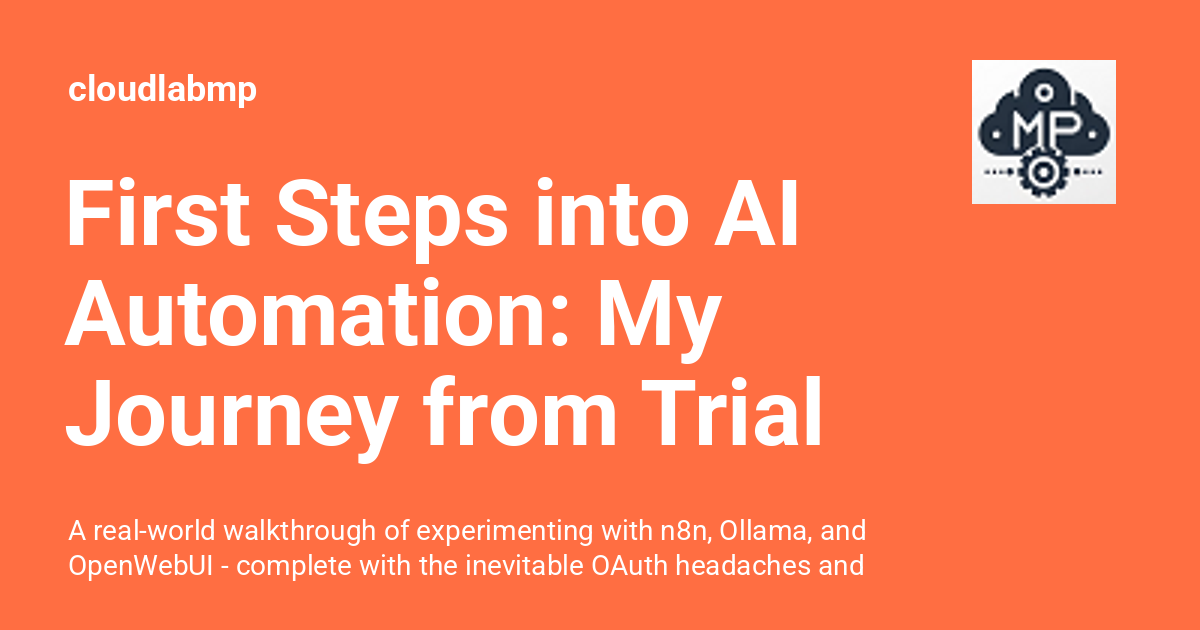 cloudlabmp
MP
First Steps into AI
Automation: My
Journey from Trial
A real-world walkthrough of experimenting with n8n, Ollama, and
OpenWebUI - complete with the inevitable OAuth headaches and